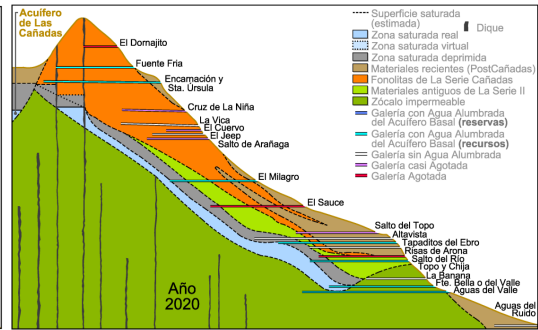 Acuífero
de Las
Cañadas
El Dornajito
Fuente Fria
Encarnación y
Sta. Úrsula
Cruz de La Niña
La Vica
El Cuervo
El Jeep
Salto de Arañaga
El Milagro
El Sauce
Salto del Topo
Altavista
Tapaditos del Ebro
Risas de Arona
Salto del Río
Topo y Chija
La Banana
Fte. Bella o del Valle
Aguas del Valle
Aguas del
Ruido
Año
2020
Superficie saturada
(estimada)
Dique
Zona saturada real
Zona saturada virtual
Zona saturada deprimida
Materiales recientes (PostCañadas)
Fonolitas de La Serie Cañadas
Materiales antiguos de La Serie II
Zócalo impermeable
Galería con Agua Alumbrada
del Acuífero Basal (reservas)
Galería con Agua Alumbrada
del Acuífero Basal (recursos)
Galería sin Agua Alumbrada
Galería casi Agotada
Galería Agotada